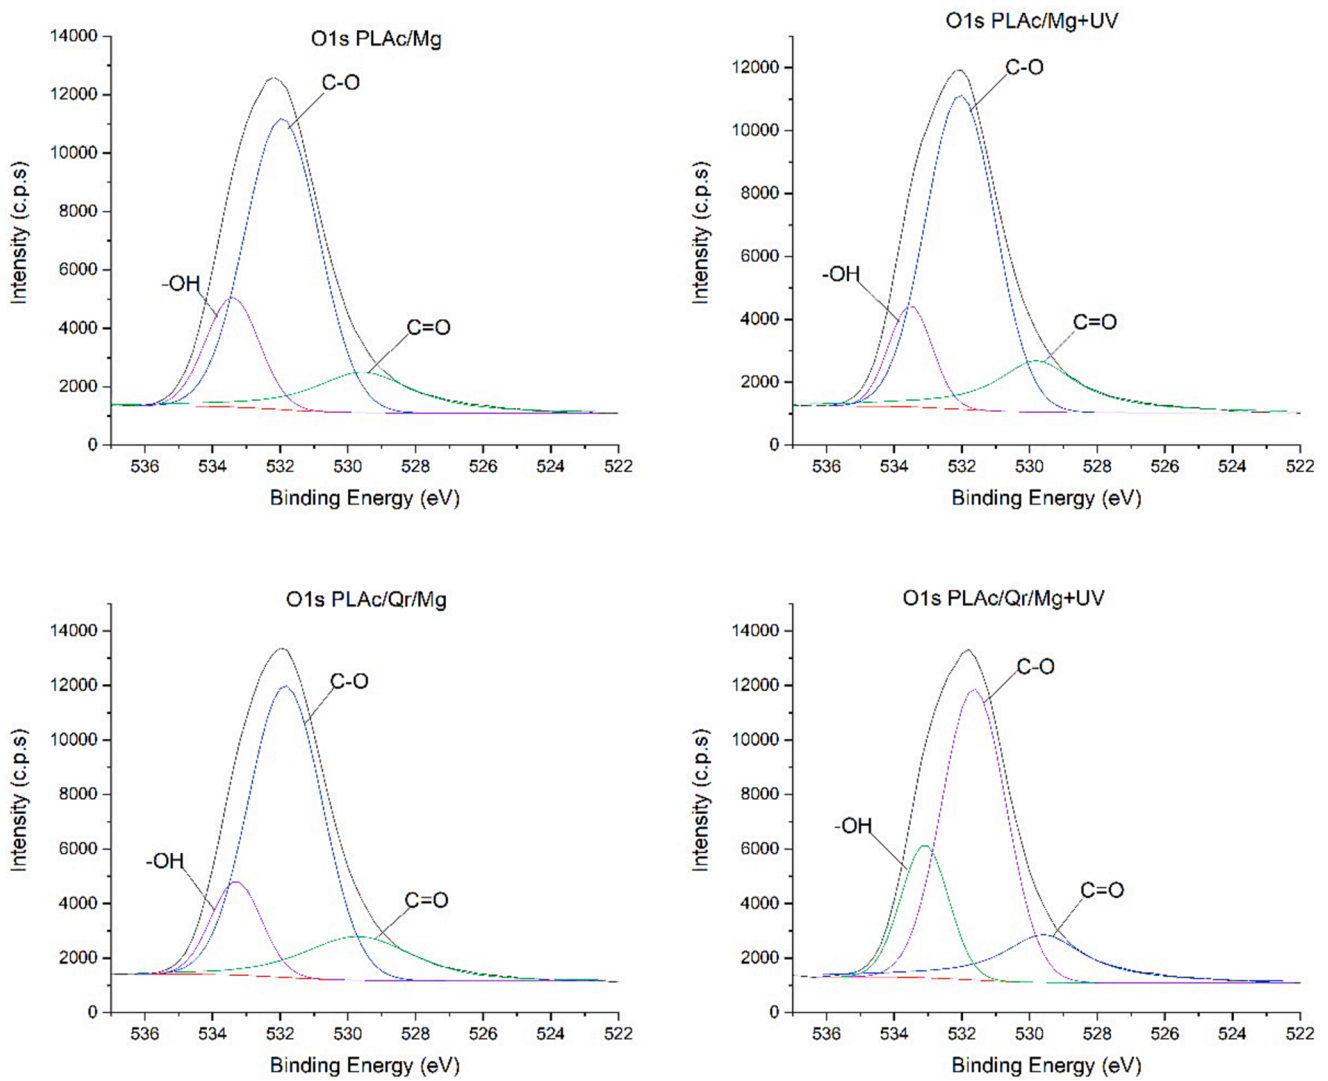 O1s PLAc/Mg
14000
12000
10000
8000
6000
4000
2000
0
C-O
-OH
C=O
536 534 532 530 528 526 524 522
Binding Energy (eV)
Intensity (c.p.s)
O1s PLAc/Mg+UV
12000
10000
8000
6000
4000
2000
0
C-O
-OH
C=O
536 534 532 530 528 526 524 522
Binding Energy (eV)
Intensity (c.p.s)
O1s PLAc/Qr/Mg
14000
12000
10000
8000
6000
4000
2000
0
C-O
-OH
C=O
536 534 532 530 528 526 524 522
Binding Energy (eV)
Intensity (c.p.s)
O1s PLAc/Qr/Mg+UV
14000
12000
10000
8000
6000
4000
2000
0
C-O
-OH
C=O
536 534 532 530 528 526 524 522
Binding Energy (eV)
Intensity (c.p.s)